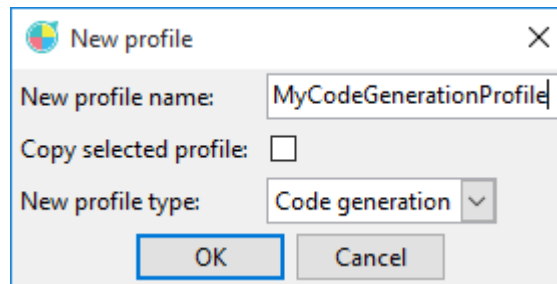 New profile
New profile name: MyCodeGenerationProfile
Copy selected profile:
New profile type: Code generation
OK Cancel